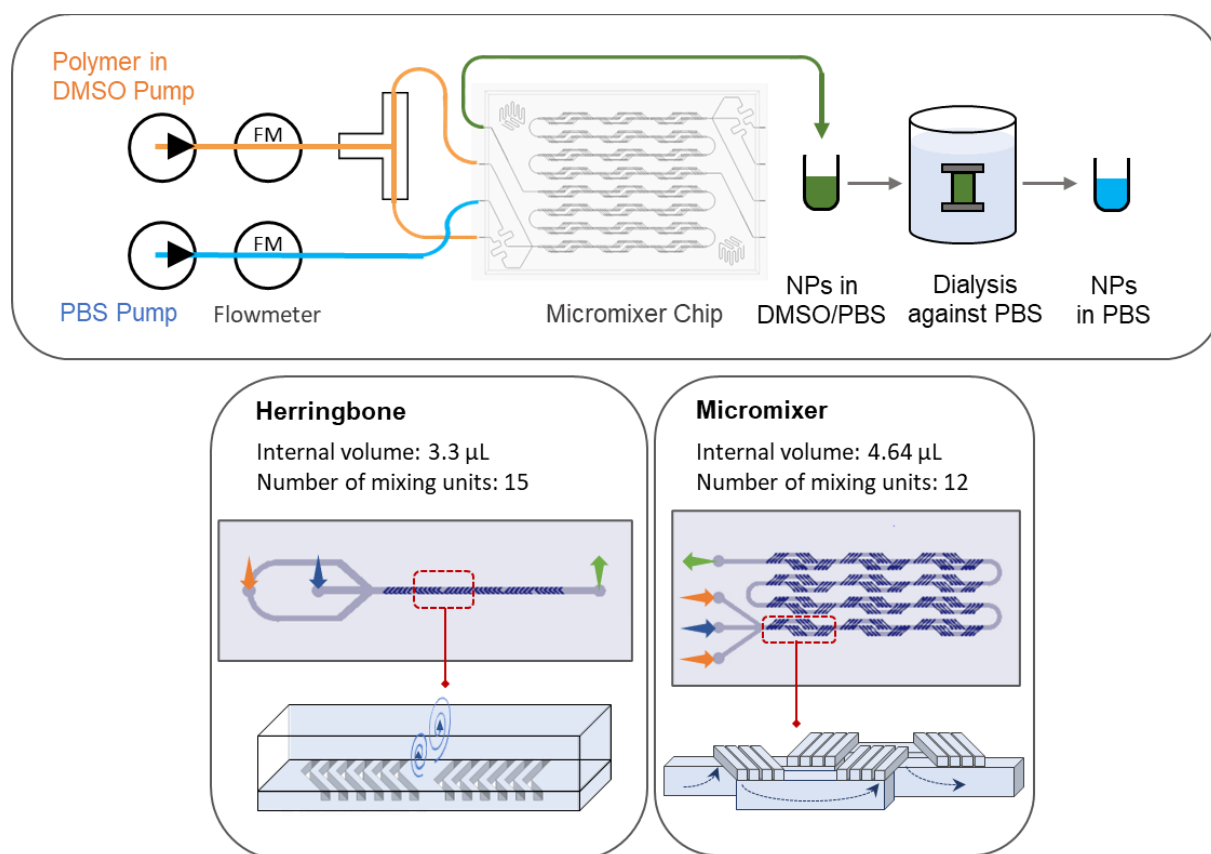 Polymer in
DMSO Pump
FM
FM
PBS Pump
Flowmeter
Micromixer Chip
NPs in
DMSO/PBS
Dialysis
against PBS
NPs
in PBS
Herringbone
Internal volume: 3.3 µL
Number of mixing units: 15
Micromixer
Internal volume: 4.64 µL
Number of mixing units: 12